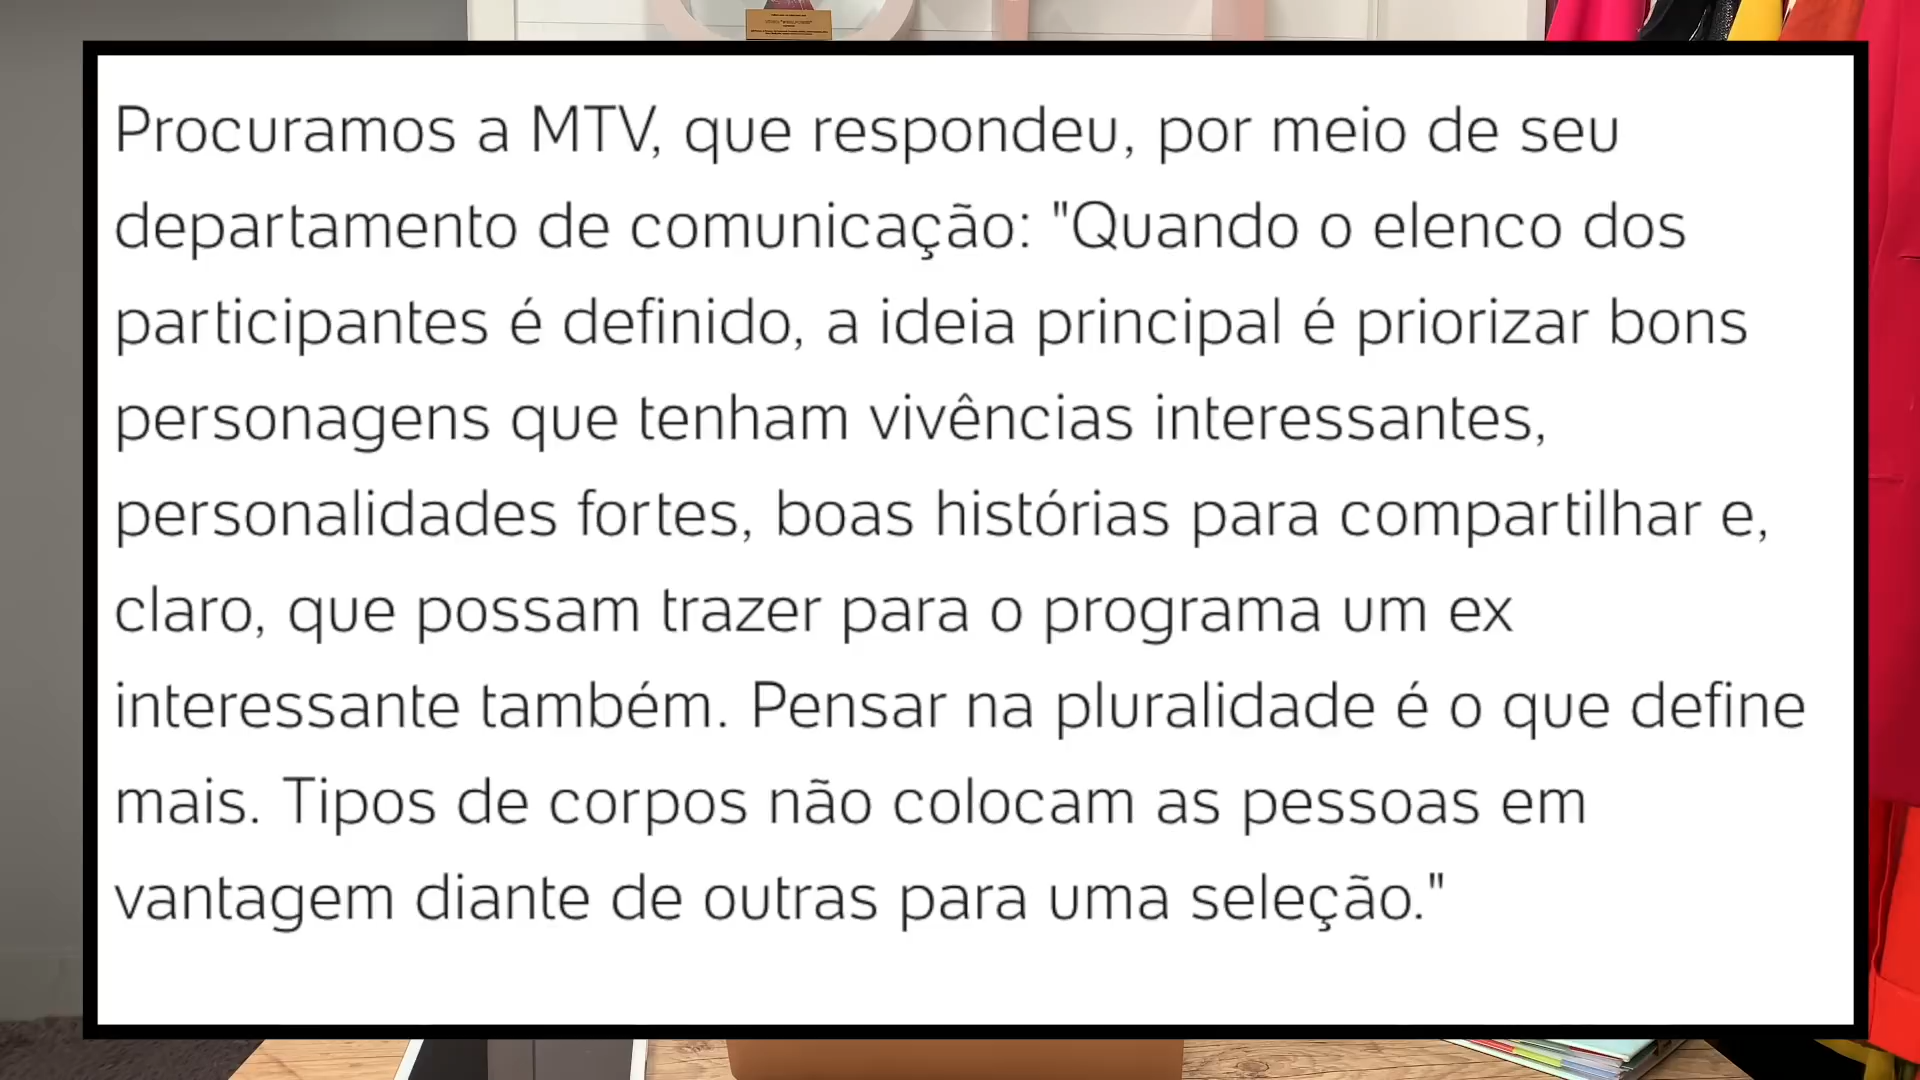 Procuramos a MTV, que respondeu, por meio de seu
departamento de comunicação: "Quando o elenco dos
participantes é definido, a ideia principal é priorizar bons
personagens que tenham vivências interessantes,
personalidades fortes, boas histórias para compartilhar e,
claro, que possam trazer para o programa um ex
interessante também. Pensar na pluralidade é o que define
mais. Tipos de corpos não colocam as pessoas em
vantagem diante de outras para uma seleção."